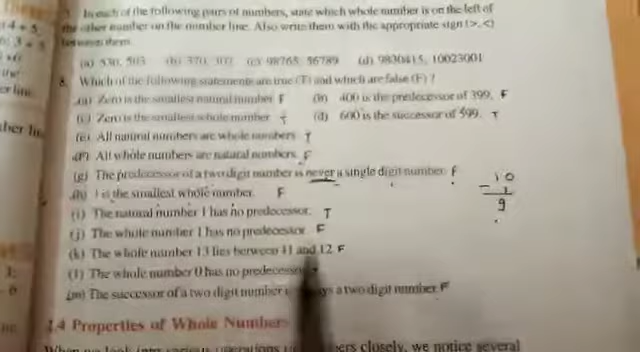 In each of the following pairs of numbers, state which whole number is on the left of
the other number on the number line. Also write them with the appropriate sign (>, <)
between them.
(a) 530, 503 (b) 370, 307 (c) 98765, 56789 (d) 9830415, 10023001
8. Which of the following statements are true (T) and which are false (F) ?
(a) Zero is the smallest natural number. F (b) 400 is the predecessor of 399. F
(c) Zero is the smallest whole number. T (d) 600 is the successor of 599. T
(e) All natural numbers are whole numbers. T
(f) All whole numbers are natural numbers. F
(g) The predecessor of a two digit number is never a single digit number. F
(h) 1 is the smallest whole number. F
(i) The natural number 1 has no predecessor. T
(j) The whole number 1 has no predecessor. F
(k) The whole number 13 lies between 11 and 12 F
(l) The whole number 0 has no predecessor
(m) The successor of a two digit number a two digit number. F
10
- 1
9
2.4 Properties of Whole Numbers
When we look into various operations closely, we notice several